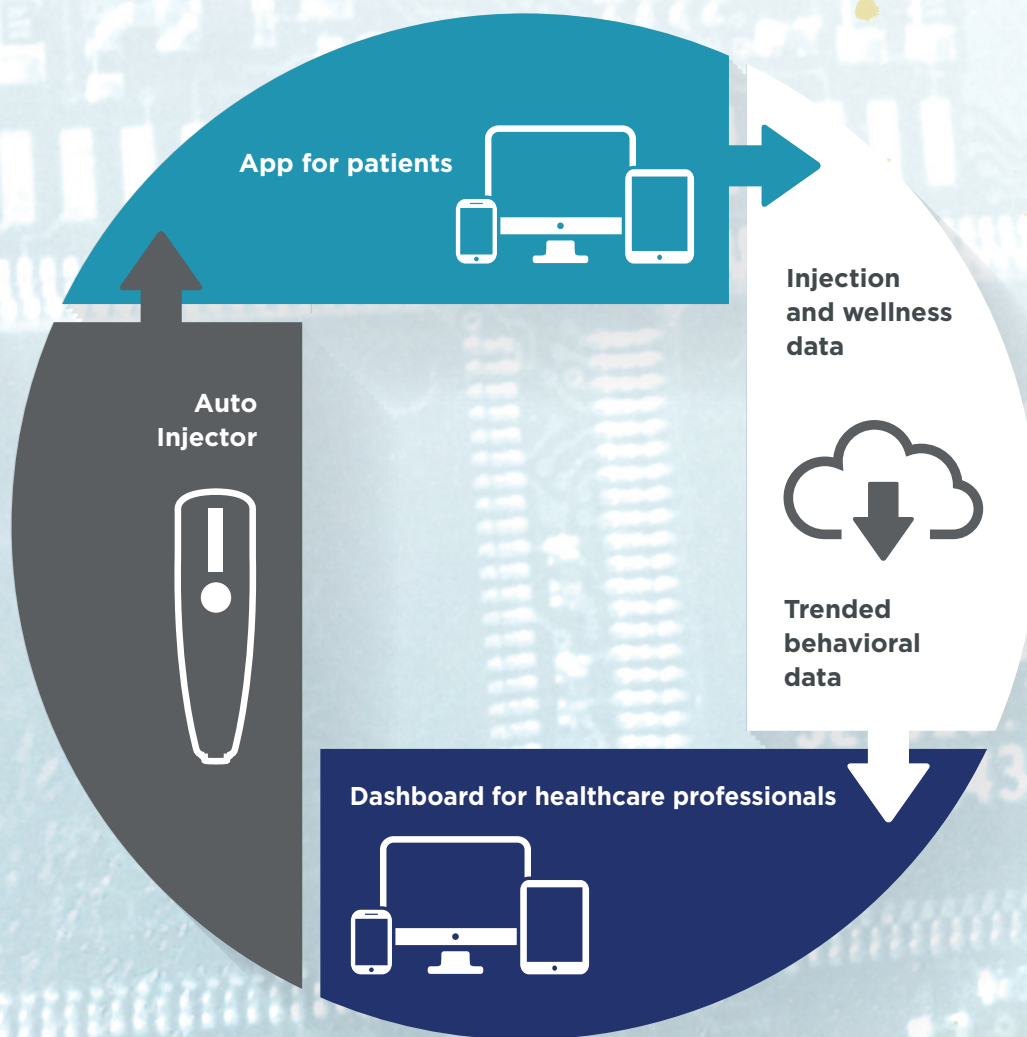 App for patients
Injection
and wellness
data
Auto
Injector
Trended
behavioral
data
Dashboard for healthcare professionals